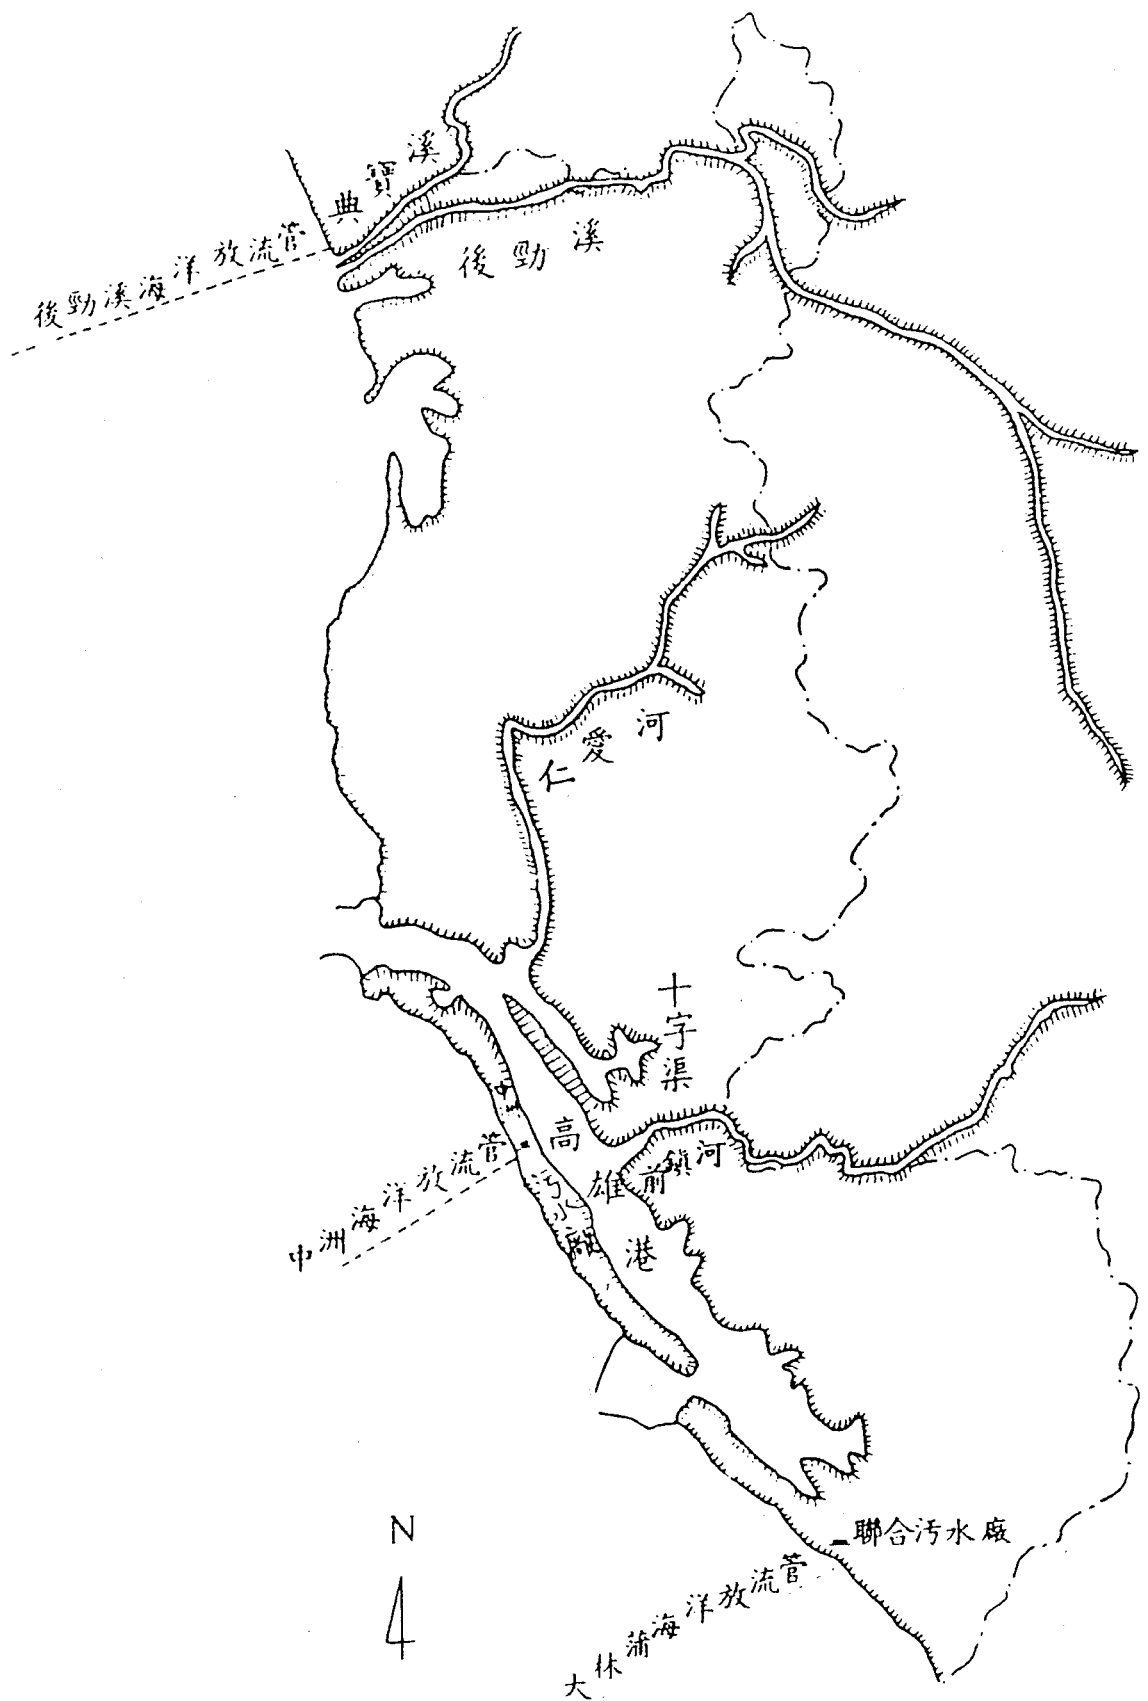 典寶溪
後勁溪
後勁溪海洋放流管
仁愛河
十字渠
前鎮河
高雄港
中洲污水廠
中洲海洋放流管
聯合污水廠
大林蒲海洋放流管
N